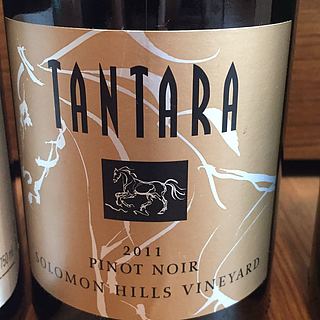 TANTARA
2011
PINOT NOIR
SOLOMON HILLS VINEYARD